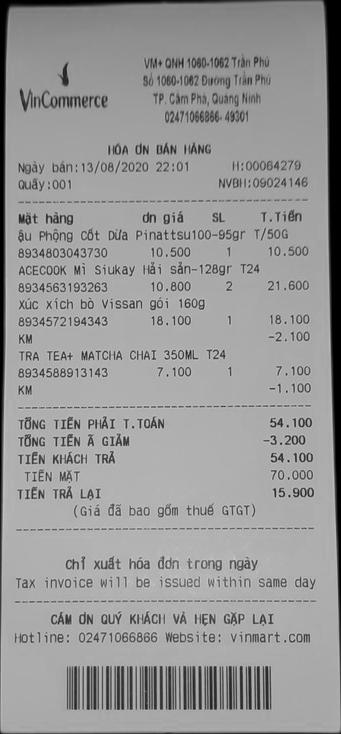 VinCommerce
VM+ QNH 1060-1062 Trần Phú
Số 1060-1062 Đường Trần Phú
TP. Cẩm Phả, Quảng Ninh
02471066866- 49301
HÓA ƠN BÁN HÀNG
Ngày bán:13/08/2020 22:01 H:00064279
Quầy:001 NVBH:09024146
Mặt hàng ơn giá SL T.Tiền
ậu Phộng Cốt Dừa Pinattsu100-95gr T/50G
8934803043730 10.500 1 10.500
ACECOOK Mì Siukay Hải sản-128gr T24
8934563193263 10.800 2 21.600
Xúc xích bò Vissan gói 160g
8934572194343 18.100 1 18.100
KM -2.100
TRA TEA+ MATCHA CHAI 350ML T24
8934588913143 7.100 1 7.100
KM -1.100
TỔNG TIỀN PHẢI T.TOÁN 54.100
TỔNG TIỀN Ã GIẢM -3.200
TIỀN KHÁCH TRẢ 54.100
TIỀN MẶT 70.000
TIỀN TRẢ LẠI 15.900
(Giá đã bao gồm thuế GTGT)
Chỉ xuất hóa đơn trong ngày
Tax invoice will be issued within same day
CẢM ƠN QUÝ KHÁCH VÀ HẸN GẶP LẠI
Hotline: 02471066866 Website: vinmart.com